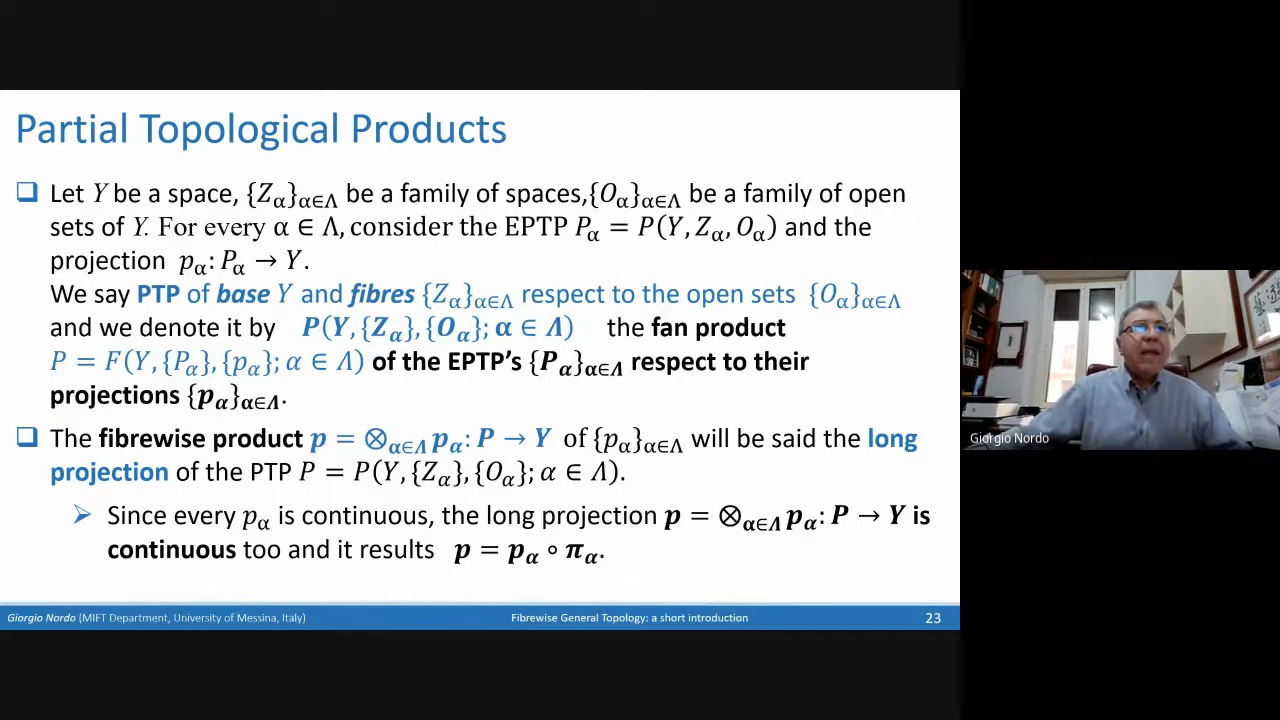 Partial Topological Products
❑ Let Y be a space, {Z_α}_{α∈Λ} be a family of spaces,{O_α}_{α∈Λ} be a family of open
sets of Y. For every α ∈ Λ, consider the EPTP P_α = P(Y, Z_α, O_α) and the
projection p_α: P_α → Y.
We say PTP of base Y and fibres {Z_α}_{α∈Λ} respect to the open sets {O_α}_{α∈Λ}
and we denote it by P(Y, {Z_α}, {O_α}; α ∈ Λ) the fan product
P = F(Y, {P_α}, {p_α}; α ∈ Λ) of the EPTP’s {P_α}_{α∈Λ} respect to their
projections {p_α}_{α∈Λ}.
❑ The fibrewise product p = ⊗_{α∈Λ} p_α: P → Y of {p_α}_{α∈Λ} will be said the long
projection of the PTP P = P(Y, {Z_α}, {O_α}; α ∈ Λ).
➢ Since every p_α is continuous, the long projection p = ⊗_{α∈Λ} p_α: P → Y is
continuous too and it results p = p_α ∘ π_α.
Giorgio Nordo (MIFT Department, University of Messina, Italy)
Fibrewise General Topology: a short introduction
23
Giorgio Nordo